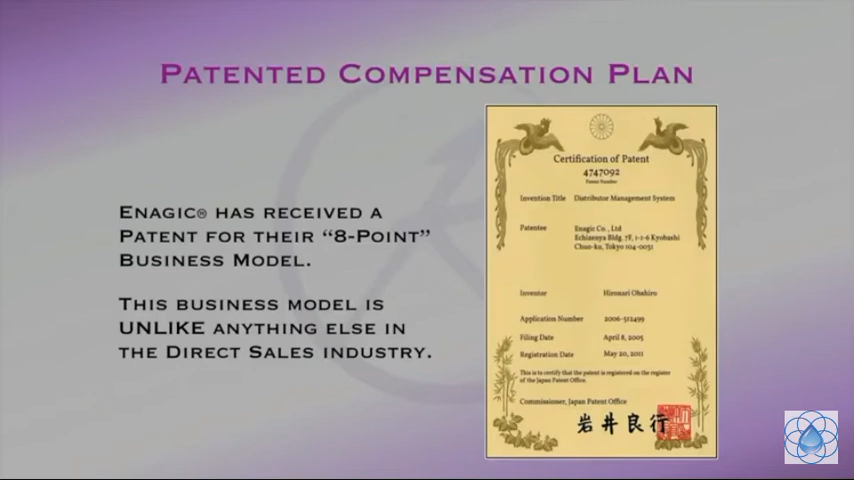 PATENTED COMPENSATION PLAN
ENAGIC® HAS RECEIVED A
PATENT FOR THEIR “8-POINT”
BUSINESS MODEL.
THIS BUSINESS MODEL IS
UNLIKE ANYTHING ELSE IN
THE DIRECT SALES INDUSTRY.
Certification of Patent
4747092
Patent Number
Invention Title Distributor Management System
Patentee Enagic Co., Ltd
Echizenya Bldg. 7F, 1-1-6 Kyobashi
Chuo-ku, Tokyo 104-0031
Inventor Hironari Ohshiro
Application Number 2006-512499
Filing Date April 8, 2005
Registration Date May 20, 2011
This is to certify that the patent is registered on the register
of the Japan Patent Office.
Commissioner, Japan Patent Office
岩井良行